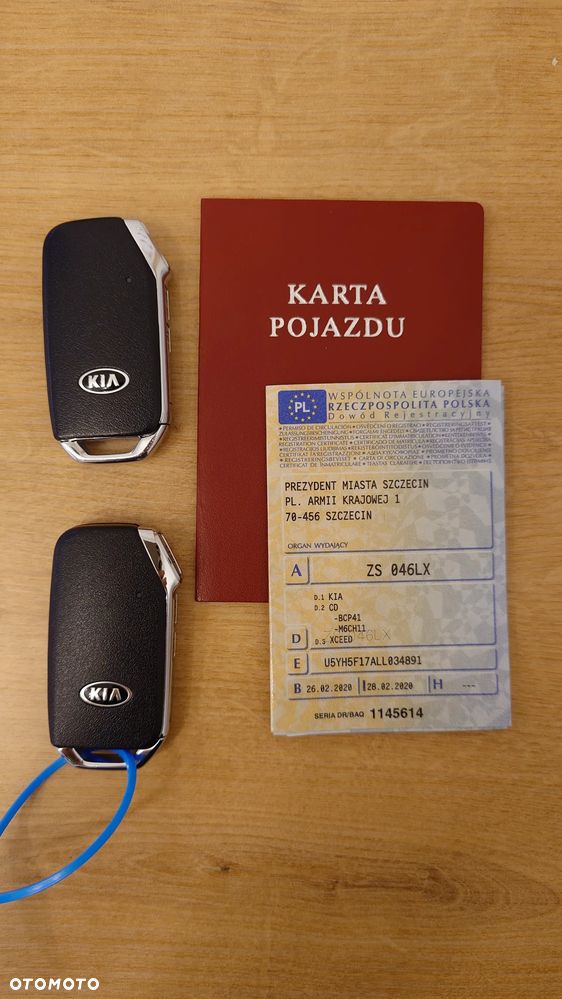 KARTA
POJAZDU
KIA
KIA
PL
WSPÓLNOTA EUROPEJSKA
RZECZPOSPOLITA POLSKA
Dowód Rejestracyjny
PREZYDENT MIASTA SZCZECIN
PL. ARMII KRAJOWEJ 1
70-456 SZCZECIN
ORGAN WYDAJĄCY
A ZS 046LX
D.1 KIA
D.2 CD
-BCP41
-M6CH11
D D.3 XCEED
E U5YH5F17ALL034891
B 26.02.2020 I 28.02.2020 H ---
SERIA DR/BAQ 1145614
OTOMOTO